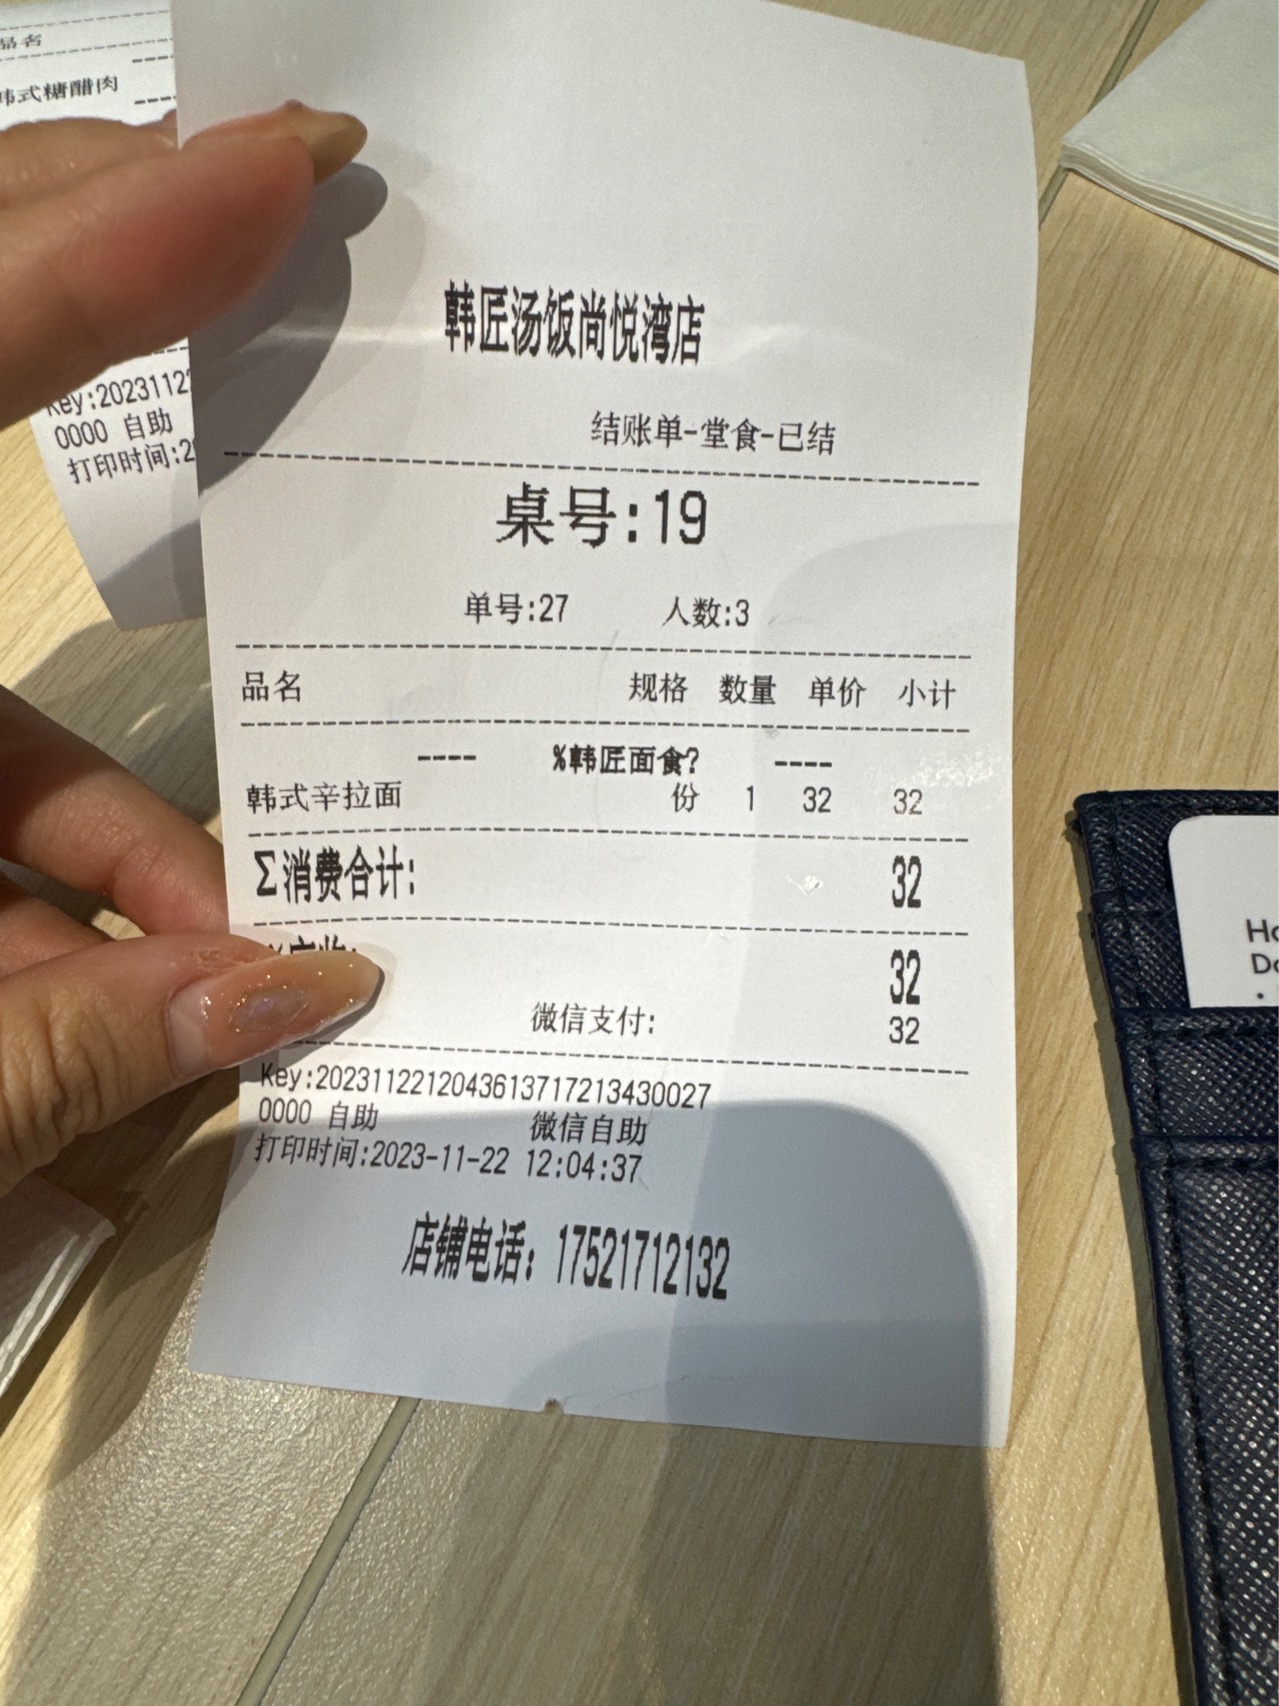 品名
韩式糖醋肉
Key:2023112
0000 自助
打印时间:2
韩匠汤饭尚悦湾店
结账单-堂食-已结
桌号:19
单号:27 人数:3
品名 规格 数量 单价 小计
---- %韩匠面食? ----
韩式辛拉面 份 1 32 32
Σ消费合计: 32
32
微信支付: 32
Key:202311221204361371721343002​7
0000 自助 微信自助
打印时间:2023-11-22 12:04:37
店铺电话: 17521712132
Ho
Do